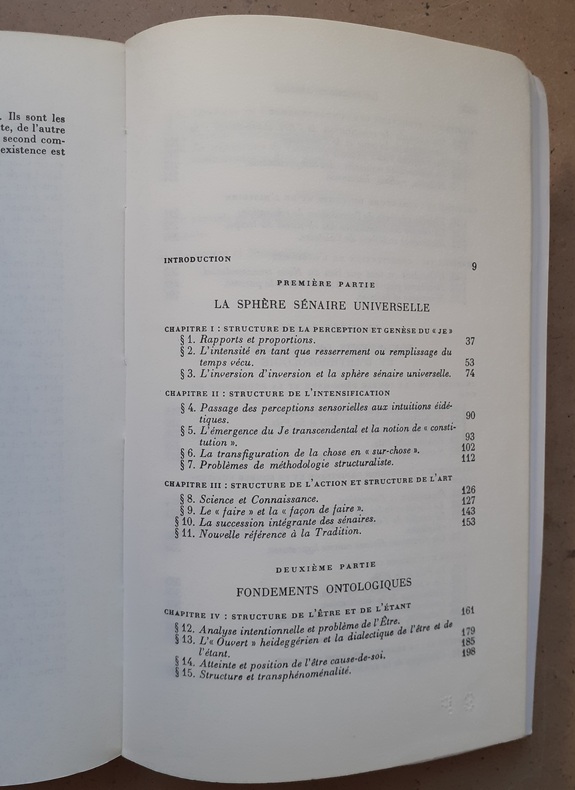 . Ils sont les
te, de l'autre
second com-
existence est
INTRODUCTION 9
PREMIÈRE PARTIE
LA SPHÈRE SÉNAIRE UNIVERSELLE
CHAPITRE I : STRUCTURE DE LA PERCEPTION ET GENÈSE DU « JE »
§ 1. Rapports et proportions. 37
§ 2. L'intensité en tant que resserrement ou remplissage du
temps vécu. 53
§ 3. L'inversion d'inversion et la sphère sénaire universelle. 74
CHAPITRE II : STRUCTURE DE L'INTENSIFICATION
§ 4. Passage des perceptions sensorielles aux intuitions éidé-
tiques. 90
§ 5. L'émergence du Je transcendental et la notion de « consti-
tution ». 93
§ 6. La transfiguration de la chose en « sur-chose ». 102
§ 7. Problèmes de méthodologie structuraliste. 112
CHAPITRE III : STRUCTURE DE L'ACTION ET STRUCTURE DE L'ART
§ 8. Science et Connaissance. 126
§ 9. Le « faire » et la « façon de faire ». 127
§ 10. La succession intégrante des sénaires. 143
§ 11. Nouvelle référence à la Tradition. 153
DEUXIÈME PARTIE
FONDEMENTS ONTOLOGIQUES
CHAPITRE IV : STRUCTURE DE L'ÊTRE ET DE L'ÉTANT
§ 12. Analyse intentionnelle et problème de l'Être. 161
§ 13. L'« Ouvert » heideggérien et la dialectique de l'être et de
l'étant. 179
§ 14. Atteinte et position de l'être cause-de-soi. 185
§ 15. Structure et transphénoménalité. 198